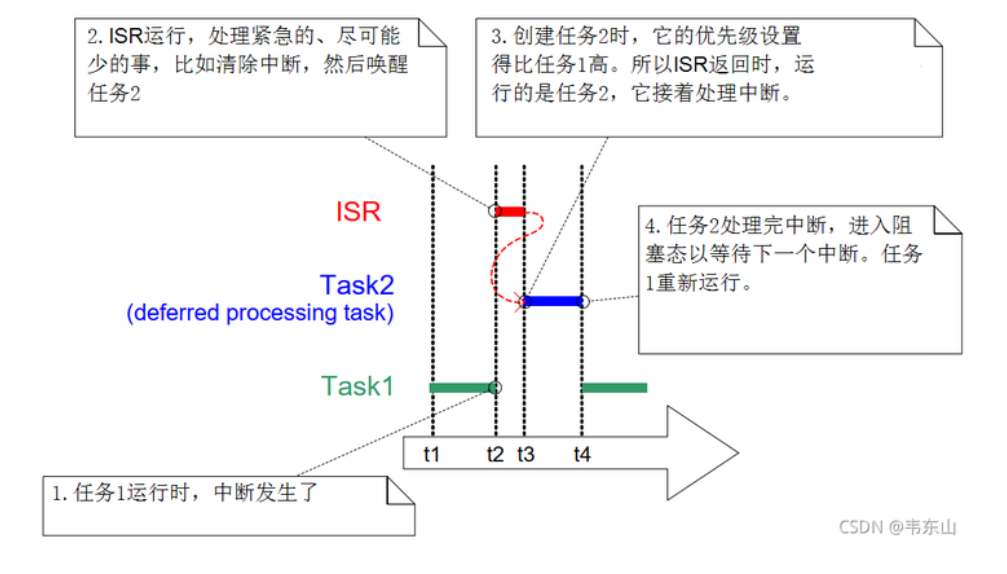 2. ISR运行，处理紧急的、尽可能
少的事，比如清除中断，然后唤醒
任务2
3. 创建任务2时，它的优先级设置
得比任务1高。所以ISR返回时，运
行的是任务2，它接着处理中断。
ISR
4. 任务2处理完中断，进入阻
塞态以等待下一个中断。任务
1重新运行。
Task2
(deferred processing task)
Task1
t1 t2 t3 t4
1. 任务1运行时，中断发生了
CSDN @韦东山